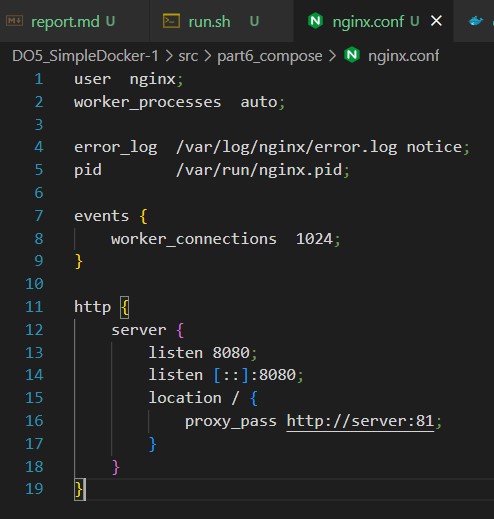 report.md U run.sh U nginx.conf U
DO5_SimpleDocker-1 > src > part6_compose > nginx.conf
1 user  nginx;
2 worker_processes  auto;
3
4 error_log  /var/log/nginx/error.log notice;
5 pid        /var/run/nginx.pid;
6
7 events {
8     worker_connections  1024;
9 }
10
11 http {
12     server {
13         listen 8080;
14         listen [::]:8080;
15         location / {
16             proxy_pass http://server:81;
17         }
18     }
19 }